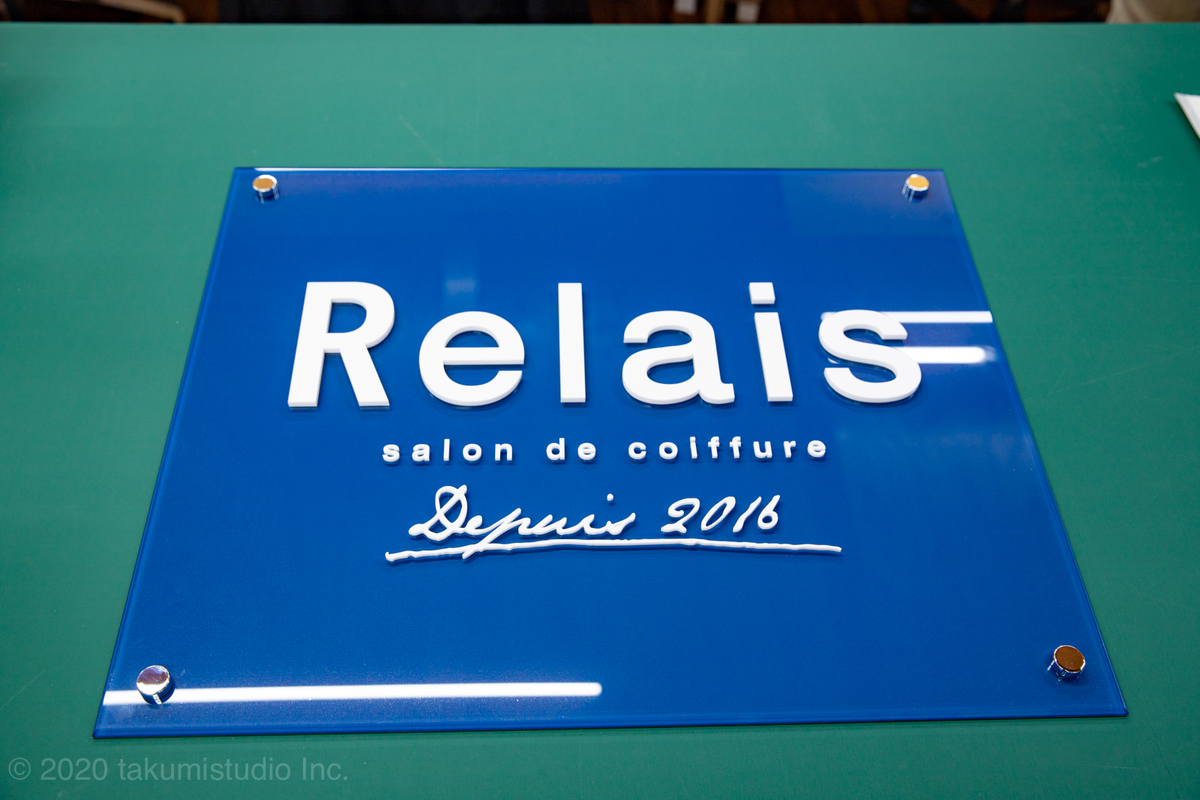 Relais
salon de coiffure
Depuis 2016
© 2020 takumistudio Inc.